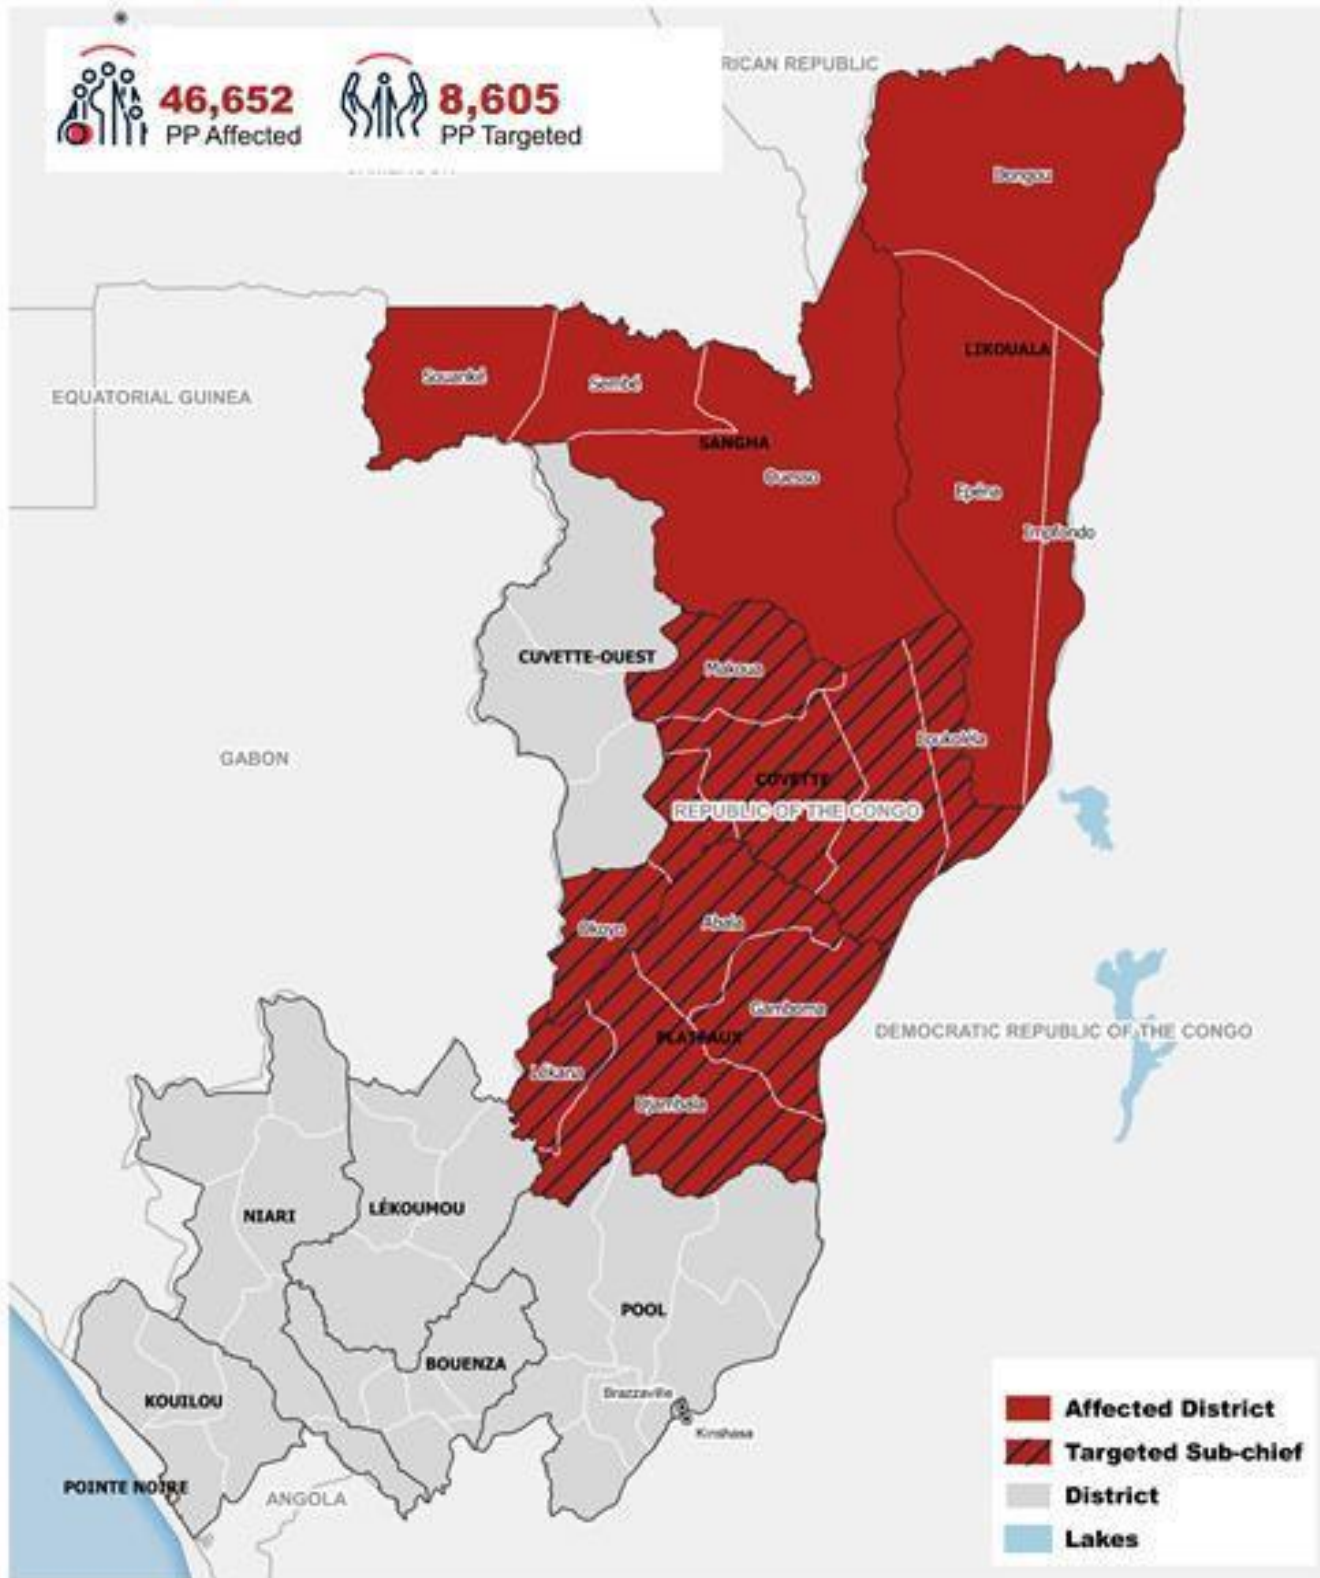 46,652
PP Affected
8,605
PP Targeted
RICAN REPUBLIC
Dongou
LIKOUALA
EQUATORIAL GUINEA
Souanké
Sembé
SANGHA
Ouesso
Epéna
Impfondo
CUVETTE-OUEST
Makoua
GABON
Loukoléla
CUVETTE
REPUBLIC OF THE CONGO
Okoyo
Abala
Gamboma
DEMOCRATIC REPUBLIC OF THE CONGO
PLATEAUX
Lékana
Djambala
NIARI
LÉKOUMOU
POOL
BOUENZA
KOUILOU
Brazzaville
Kinshasa
POINTE NOIRE
ANGOLA
Affected District
Targeted Sub-chief
District
Lakes